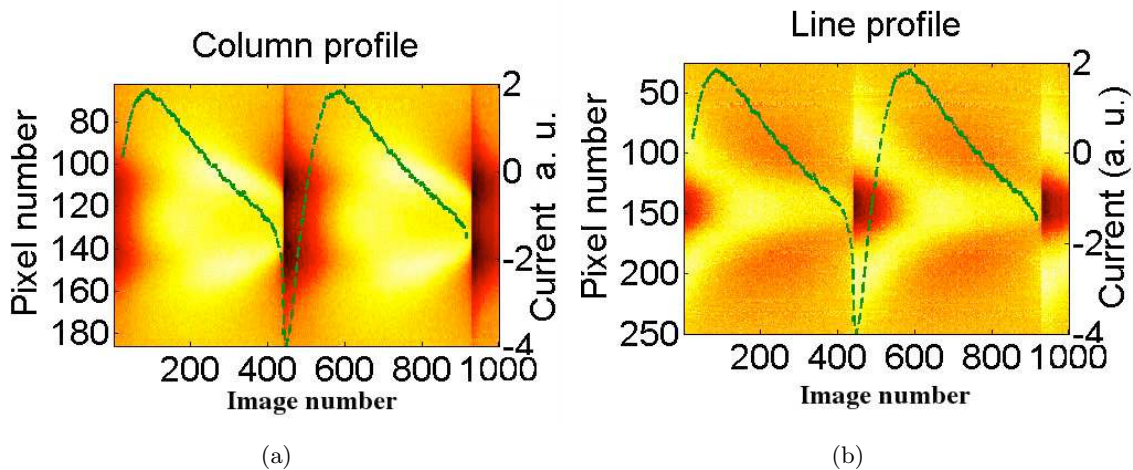 Column profile
80
100
120
140
160
180
Pixel number
2
0
-2
-4
Current a. u.)
200 400 600 800 1000
Image number
(a)
Line profile
50
100
150
200
250
Pixel number
2
0
-2
-4
Current (a. u.)
200 400 600 800 1000
Image number
(b)